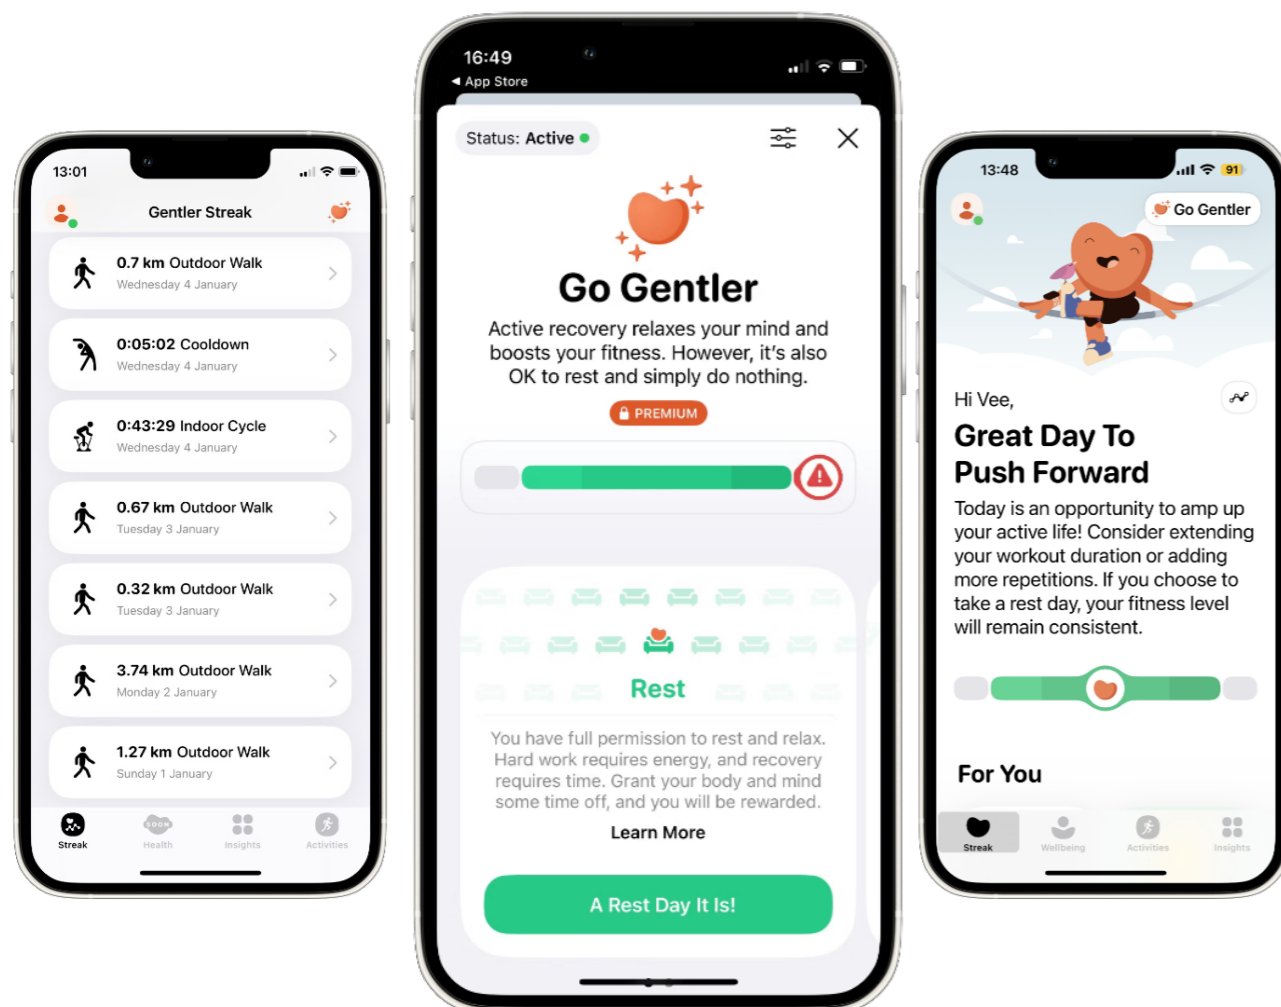 13:01
Gentler Streak
0.7 km Outdoor Walk
Wednesday 4 January
0:05:02 Cooldown
Wednesday 4 January
0:43:29 Indoor Cycle
Wednesday 4 January
0.67 km Outdoor Walk
Tuesday 3 January
0.32 km Outdoor Walk
Tuesday 3 January
3.74 km Outdoor Walk
Monday 2 January
1.27 km Outdoor Walk
Sunday 1 January
SOON
Streak Health Insights Activities
16:49
App Store
Status: Active
Go Gentler
Active recovery relaxes your mind and
boosts your fitness. However, it's also
OK to rest and simply do nothing.
PREMIUM
Rest
You have full permission to rest and relax.
Hard work requires energy, and recovery
requires time. Grant your body and mind
some time off, and you will be rewarded.
Learn More
A Rest Day It Is!
13:48 91
Go Gentler
Hi Vee,
Great Day To
Push Forward
Today is an opportunity to amp up
your active life! Consider extending
your workout duration or adding
more repetitions. If you choose to
take a rest day, your fitness level
will remain consistent.
For You
Streak Wellbeing Activities Insights